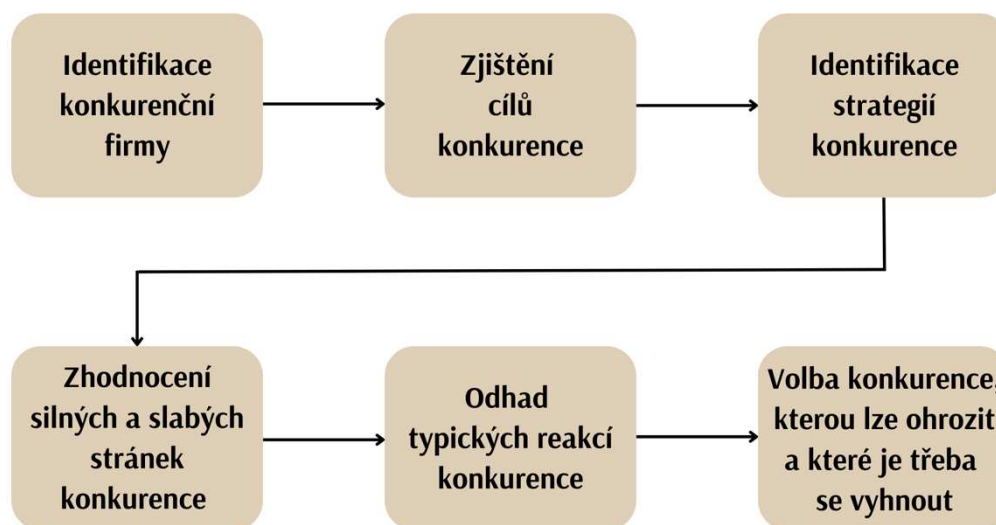 Identifikace
konkurenční
firmy
Zjištění
cílů
konkurence
Identifikace
strategií
konkurence
Zhodnocení
silných a slabých
stránek
konkurence
Odhad
typických reakcí
konkurence
Volba konkurence,
kterou lze ohrozit
a které je třeba
se vyhnout